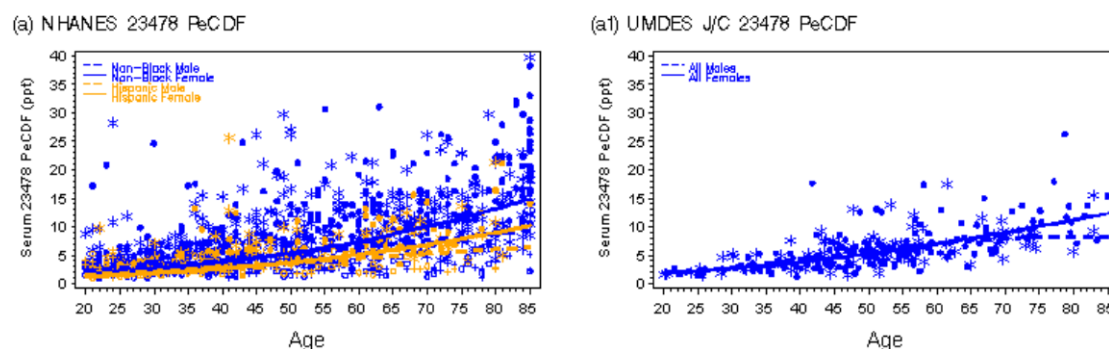 (a) NHANES 23478 PeCDF
(a1) UMDES J/C 23478 PeCDF
Serum 23478 PeCDF (ppt)
40
35
30
25
20
15
10
5
0
Non-Black Male
Non-Black Female
Hispanic Male
Hispanic Female
20 25 30 35 40 45 50 55 60 65 70 75 80 85
Age
Serum 23478 PeCDF (ppt)
40
35
30
25
20
15
10
5
0
All Males
All Females
20 25 30 35 40 45 50 55 60 65 70 75 80 85
Age